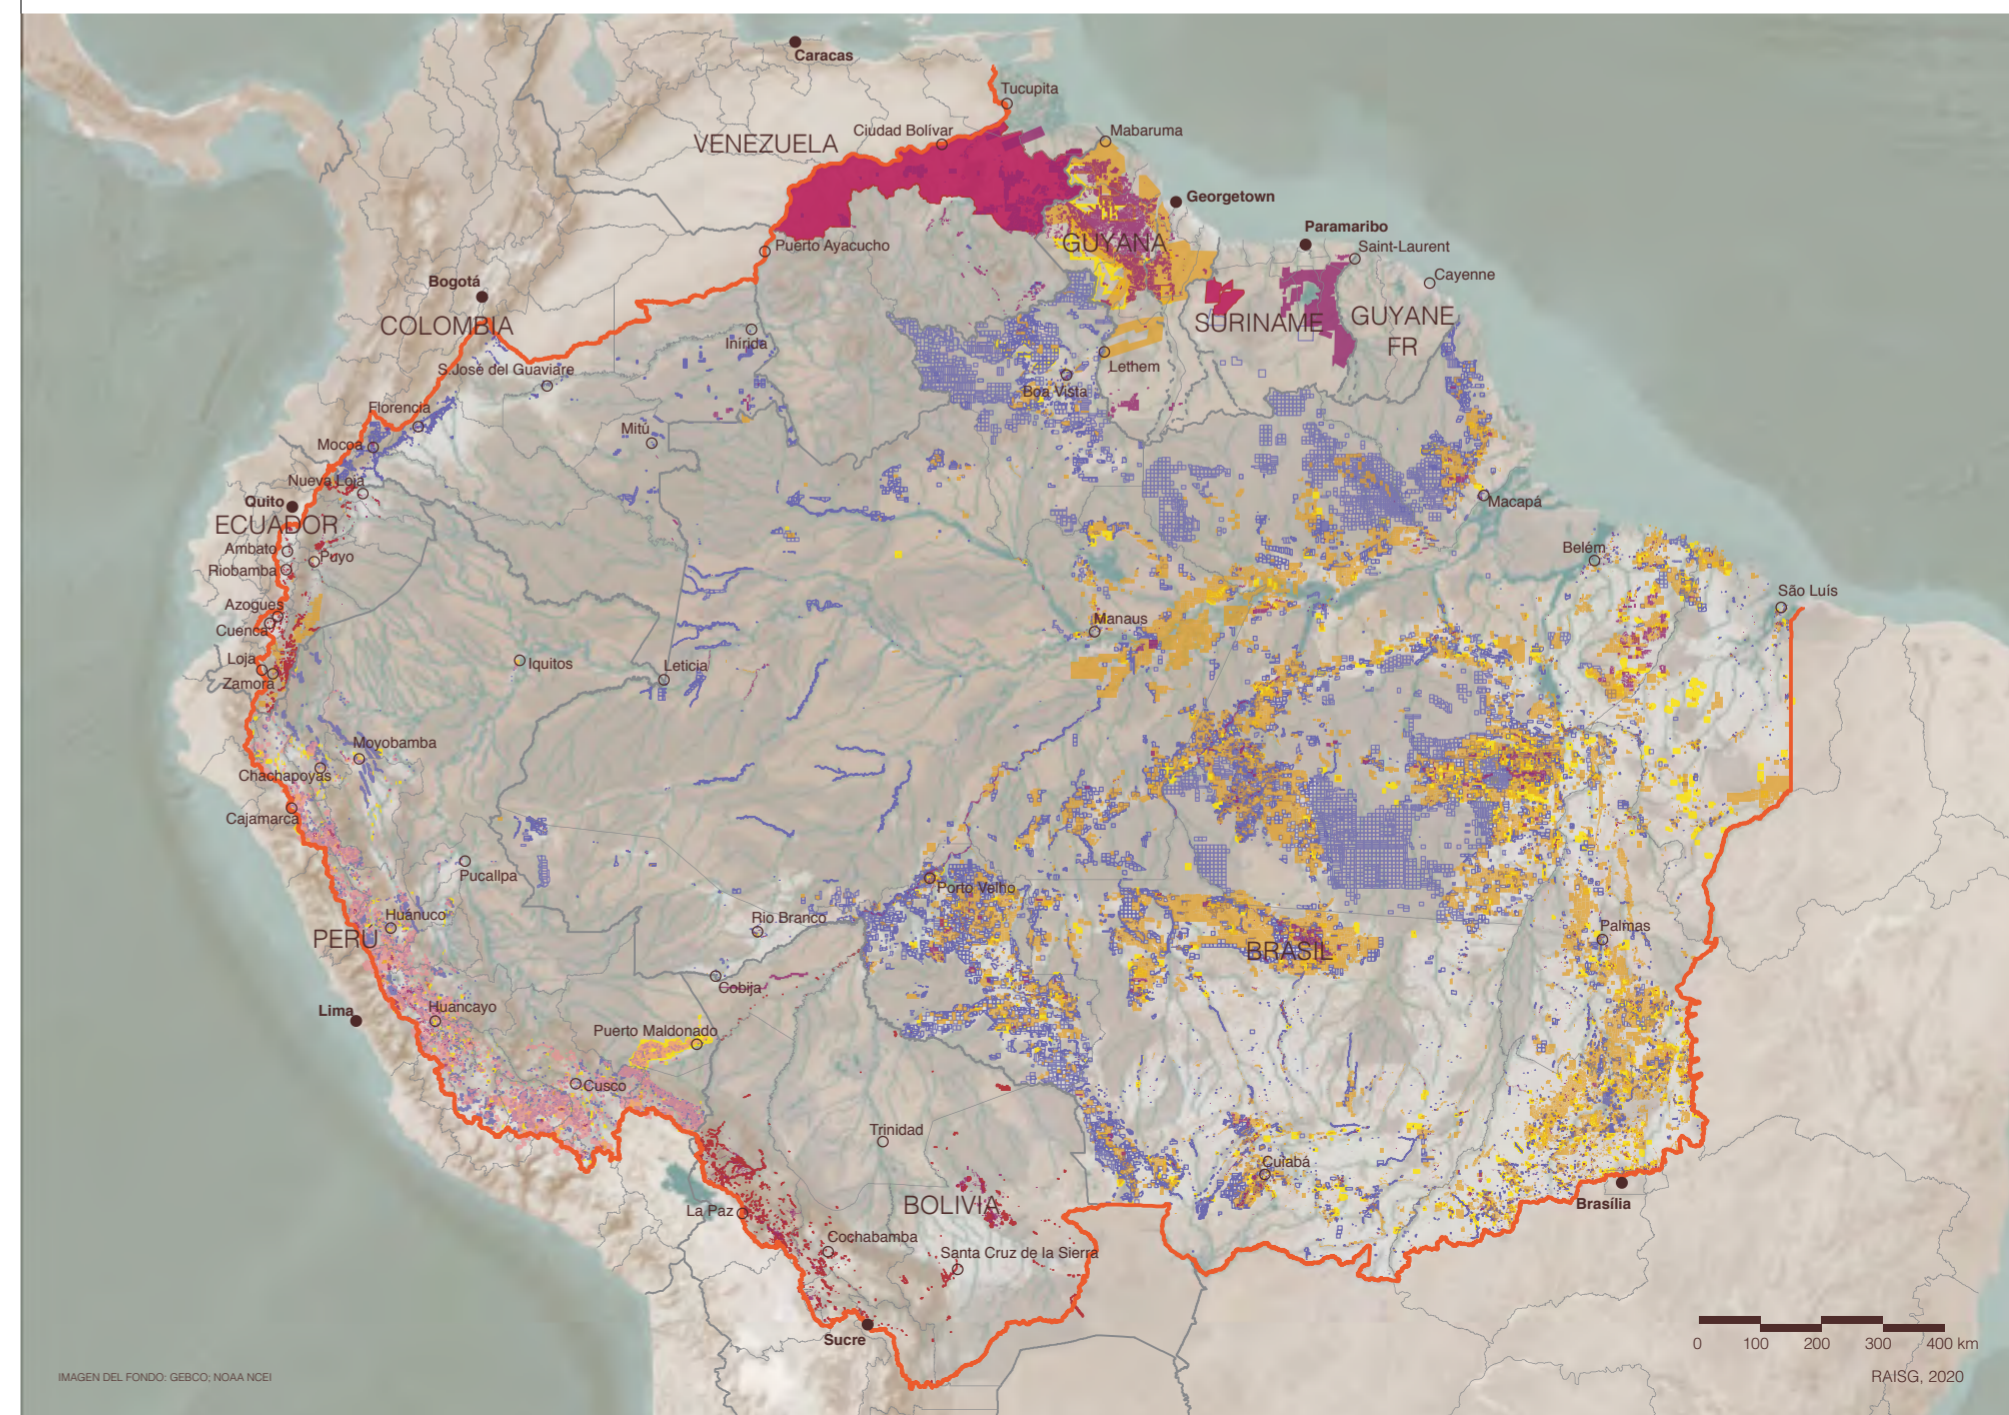 Caracas
Tucupita
VENEZUELA
Ciudad Bolívar
Mabaruma
Georgetown
Paramaribo
Saint-Laurent
GUYANA
Puerto Ayacucho
Cayenne
Bogotá
COLOMBIA
SURINAME
GUYANE
FR
Inírida
Lethem
S.José del Guaviare
Boa Vista
Florencia
Mitú
Mocoa
Nueva Loja
Quito
ECUADOR
Macapá
Ambato
Puyo
Riobamba
Belém
Azogues
Cuenca
São Luís
Manaus
Loja
Zamora
Iquitos
Leticia
Moyobamba
Chachapoyas
Cajamarca
Pucallpa
Porto Velho
Huánuco
PERU
Rio Branco
Palmas
BRASIL
Cobija
Lima
Huancayo
Puerto Maldonado
Cusco
Trinidad
Cuiabá
La Paz
BOLIVIA
Brasília
Cochabamba
Santa Cruz de la Sierra
Sucre
0 100 200 300 400 km
RAISG, 2020
IMAGEN DEL FONDO: GEBCO; NOAA NCEI